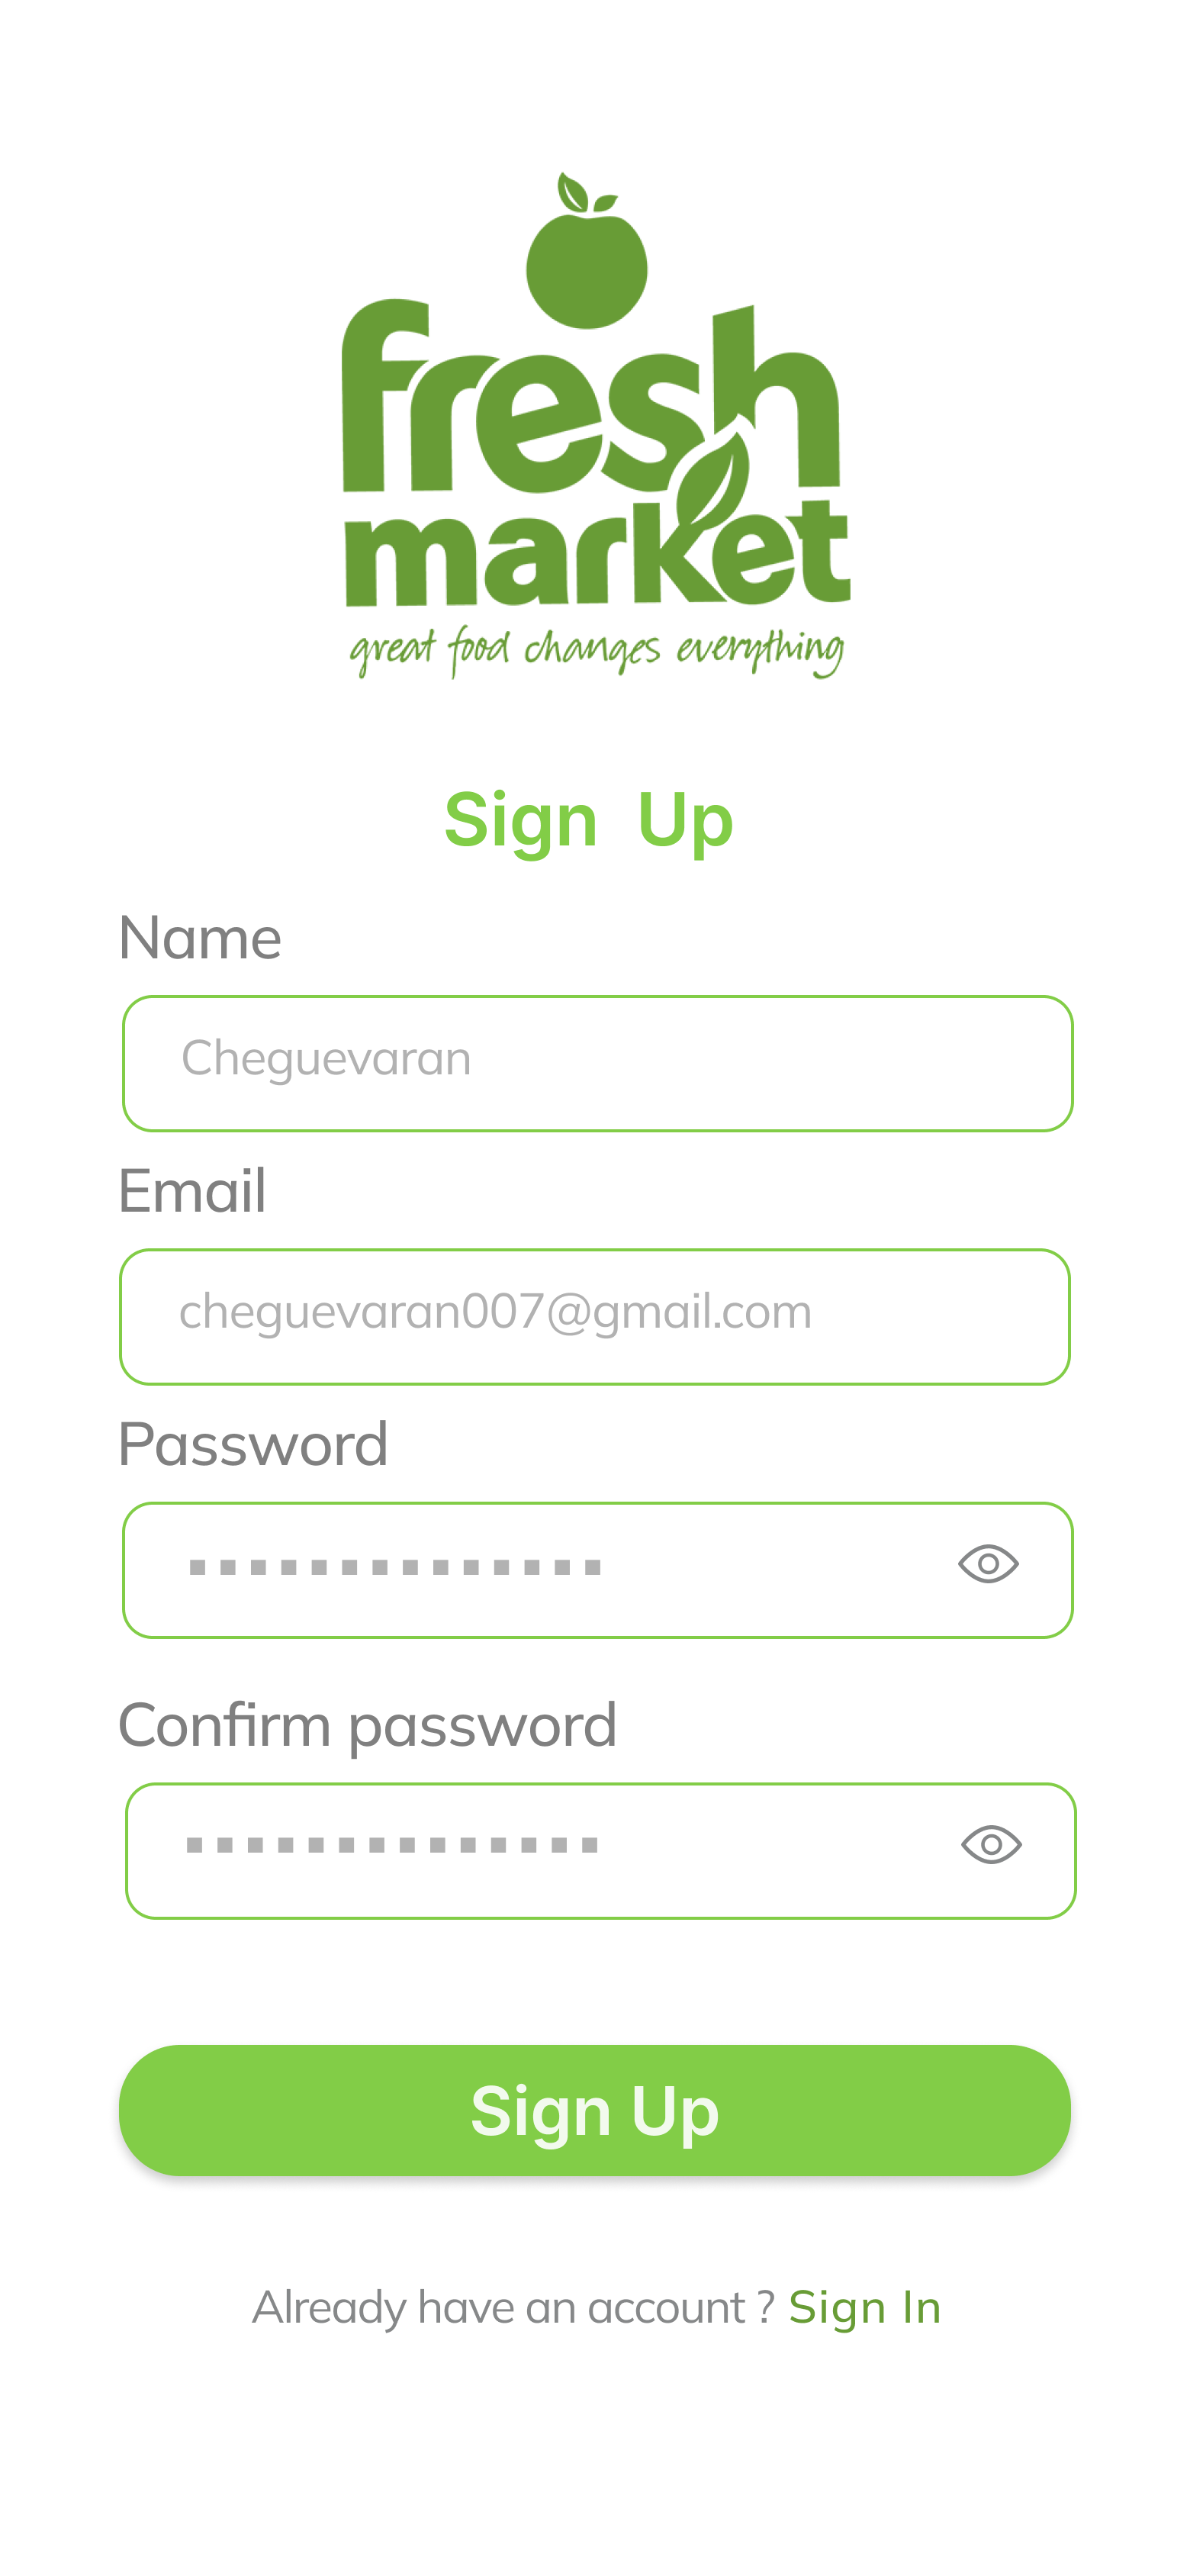 fresh
market
great food changes everything
Sign Up
Name
Cheguevaran
Email
cheguevaran007@gmail.com
Password
Confirm password
Sign Up
Already have an account ? Sign In